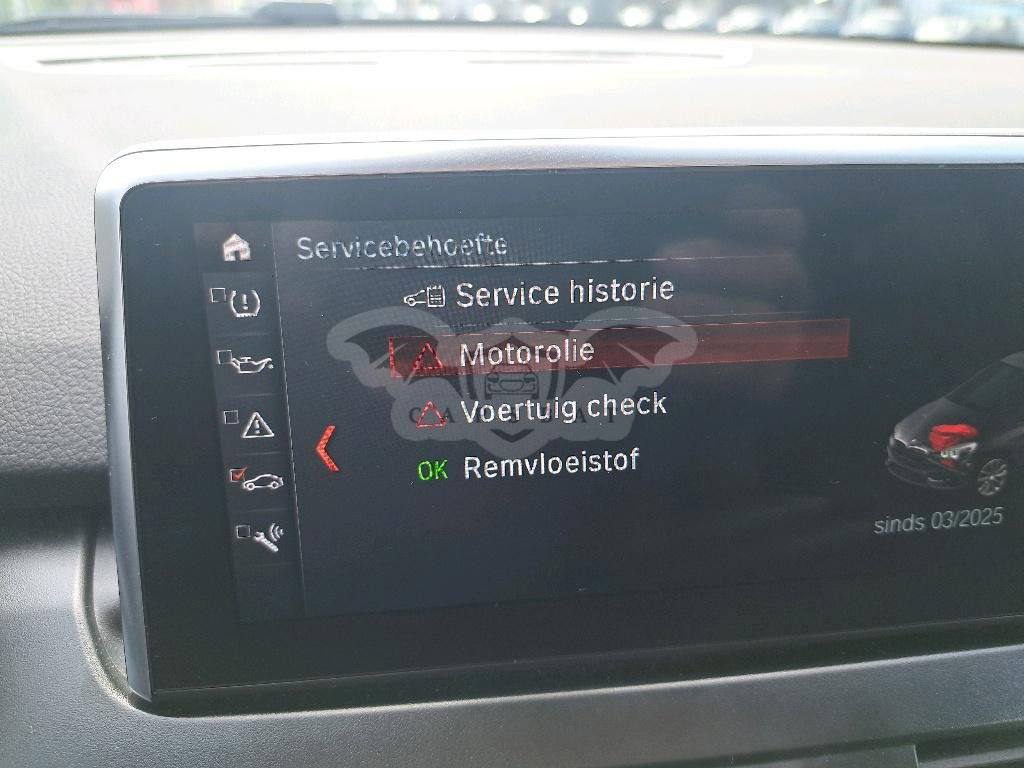 Servicebehoefte
Service historie
Motorolie
Voertuig check
OK Remvloeistof
sinds 03/2025